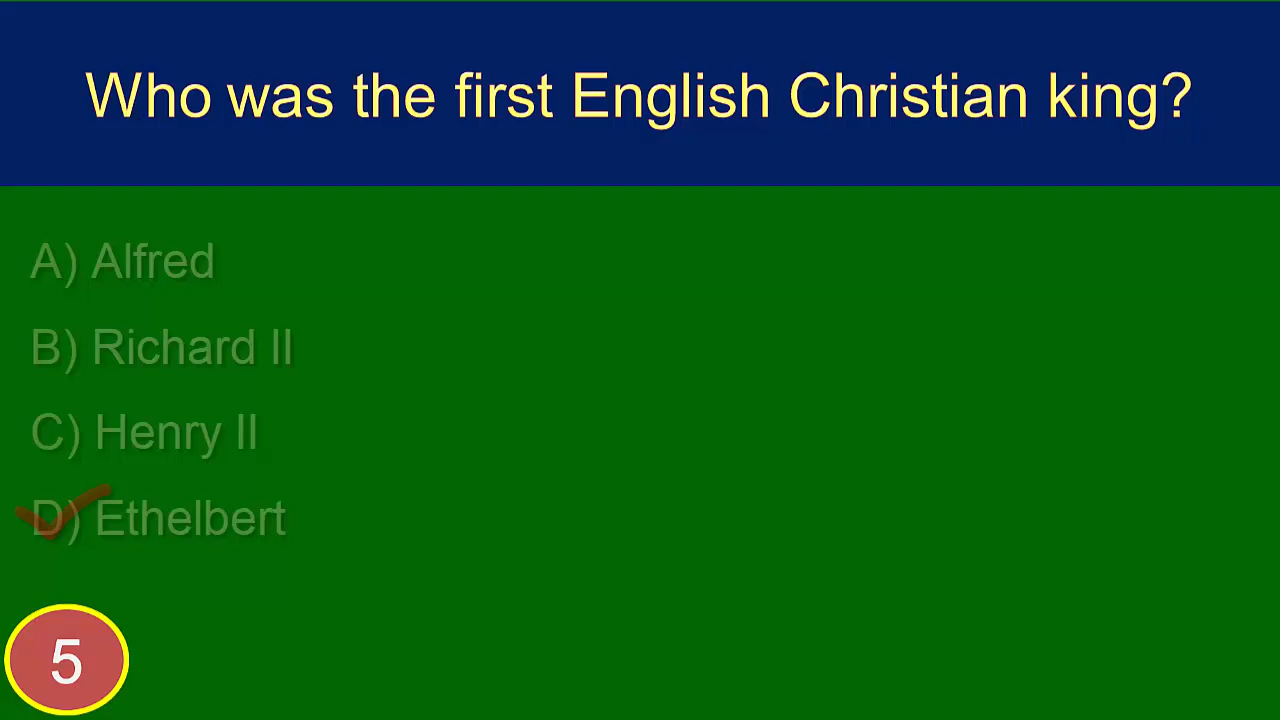 Who was the first English Christian king?
A) Alfred
B) Richard II
C) Henry II
D) Ethelbert
5